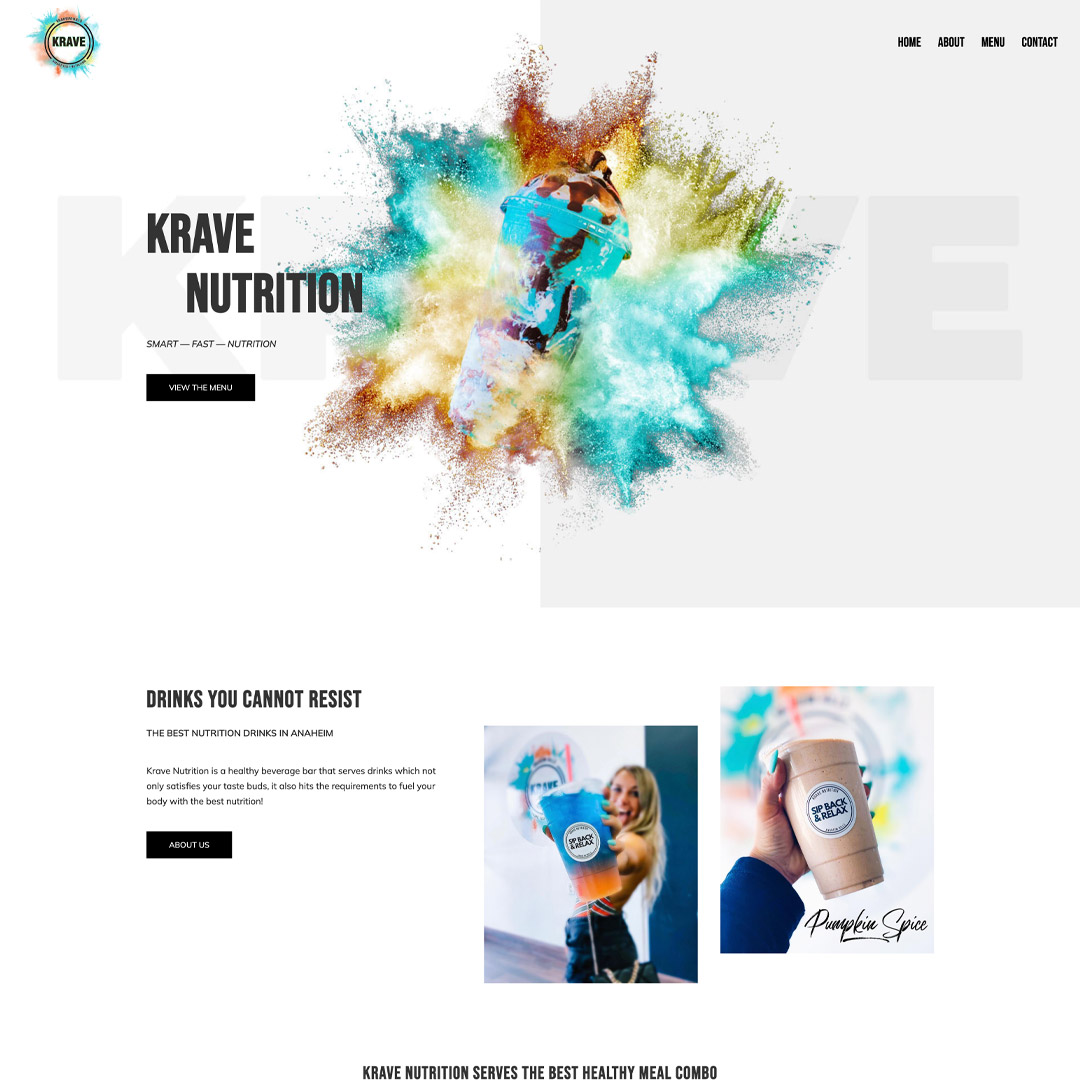 KRAVE
HOME ABOUT MENU CONTACT
KRAVE
KRAVE
NUTRITION
SMART — FAST — NUTRITION
VIEW THE MENU
DRINKS YOU CANNOT RESIST
THE BEST NUTRITION DRINKS IN ANAHEIM
Krave Nutrition is a healthy beverage bar that serves drinks which not
only satisfies your taste buds, it also hits the requirements to fuel your
body with the best nutrition!
ABOUT US
KRAVE
SIP BACK
& RELAX
SIP BACK
& RELAX
Pumpkin Spice
KRAVE NUTRITION SERVES THE BEST HEALTHY MEAL COMBO